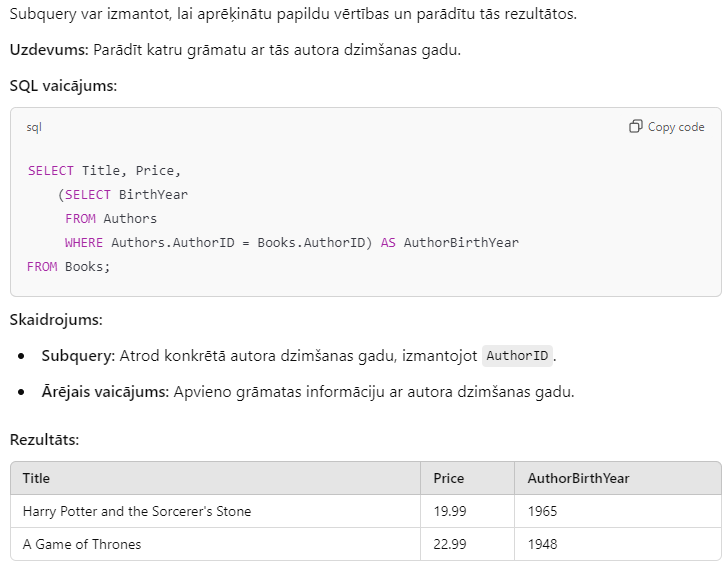 Subquery var izmantot, lai aprēķinātu papildu vērtības un parādītu tās rezultātos.
Uzdevums: Parādīt katru grāmatu ar tās autora dzimšanas gadu.
SQL vaicājums:
sql
Copy code
SELECT Title, Price,
(SELECT BirthYear
FROM Authors
WHERE Authors.AuthorID = Books.AuthorID) AS AuthorBirthYear
FROM Books;
Skaidrojums:
• Subquery: Atrod konkrētā autora dzimšanas gadu, izmantojot AuthorID.
• Ārējais vaicājums: Apvieno grāmatas informāciju ar autora dzimšanas gadu.
Rezultāts:
Title Price AuthorBirthYear
Harry Potter and the Sorcerer's Stone 19.99 1965
A Game of Thrones 22.99 1948